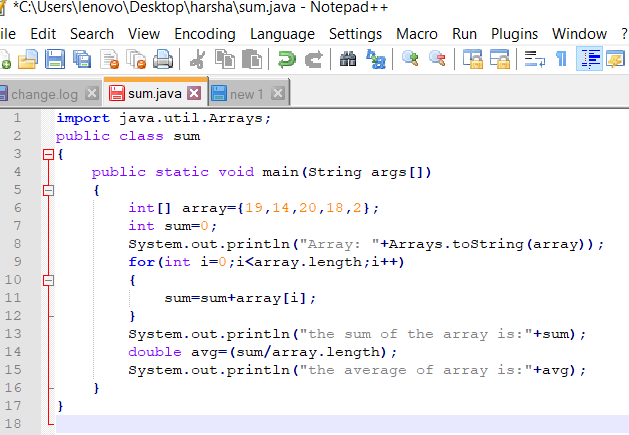 *C:\Users\lenovo\Desktop\harsha\sum.java - Notepad++
ile Edit Search View Encoding Language Settings Macro Run Plugins Window ?
change.log sum.java new 1
1 import java.util.Arrays;
2 public class sum
3 {
4 public static void main(String args[])
5 {
6 int[] array={19,14,20,18,2};
7 int sum=0;
8 System.out.println("Array: "+Arrays.toString(array));
9 for(int i=0;i<array.length;i++)
10 {
11 sum=sum+array[i];
12 }
13 System.out.println("the sum of the array is:"+sum);
14 double avg=(sum/array.length);
15 System.out.println("the average of array is:"+avg);
16 }
17 }
18